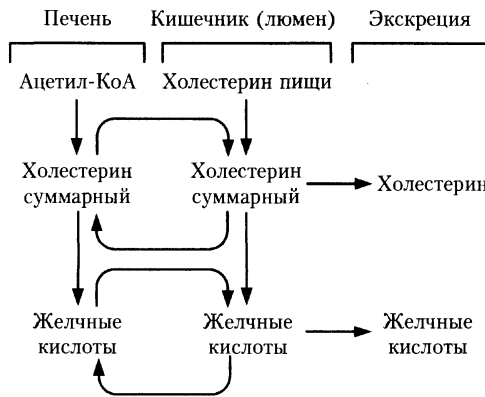 Печень Кишечник (люмен) Экскреция
Ацетил-КоА Холестерин пищи
Холестерин Холестерин
суммарный суммарный
Холестерин
Желчные Желчные Желчные
кислоты кислоты кислоты